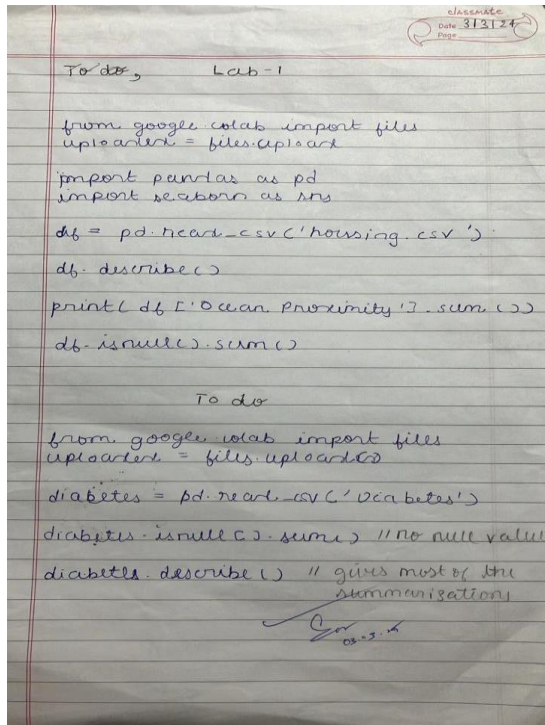 classmate
Date 3/3/24
Page
To do, Lab-1
from google.colab import files
uploaded = files.upload
import pandas as pd
import seaborn as sns
df = pd.read_csv('housing.csv')
df.describe()
print( df ['Ocean Proximity'].sum ())
df.isnull().sum()
To do
from google.colab import files
uploaded = files.upload()
diabetes = pd.read_csv('Diabetes')
diabetes.isnull().sum() // no null value
diabetes.describe() // gives most of the
summarisations